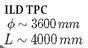 ILD TPC
ϕ ∼ 3600 mm
L ∼ 4000 mm